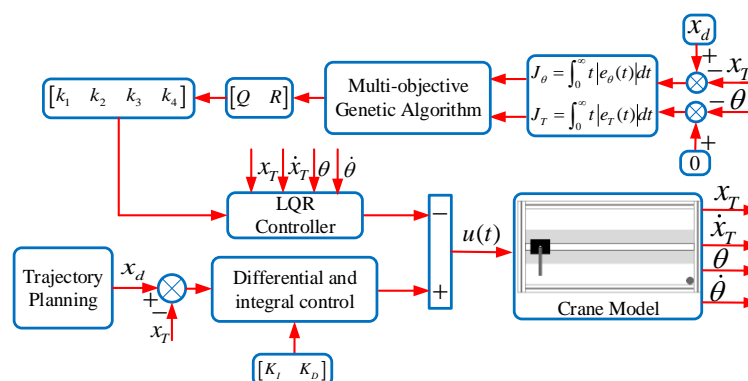 x_d
+
− x_T
J_θ = ∫_0^∞ t|e_θ(t)|dt
J_T = ∫_0^∞ t|e_T(t)|dt
− θ
+
0
Multi-objective
Genetic Algorithm
[Q R]
[k_1 k_2 k_3 k_4]
x_T ẋ_T θ θ̇
LQR
Controller
−
+
u(t)
x_T
ẋ_T
θ
θ̇
Crane Model
Trajectory
Planning
x_d
+
−
x_T
Differential and
integral control
[K_I K_D]